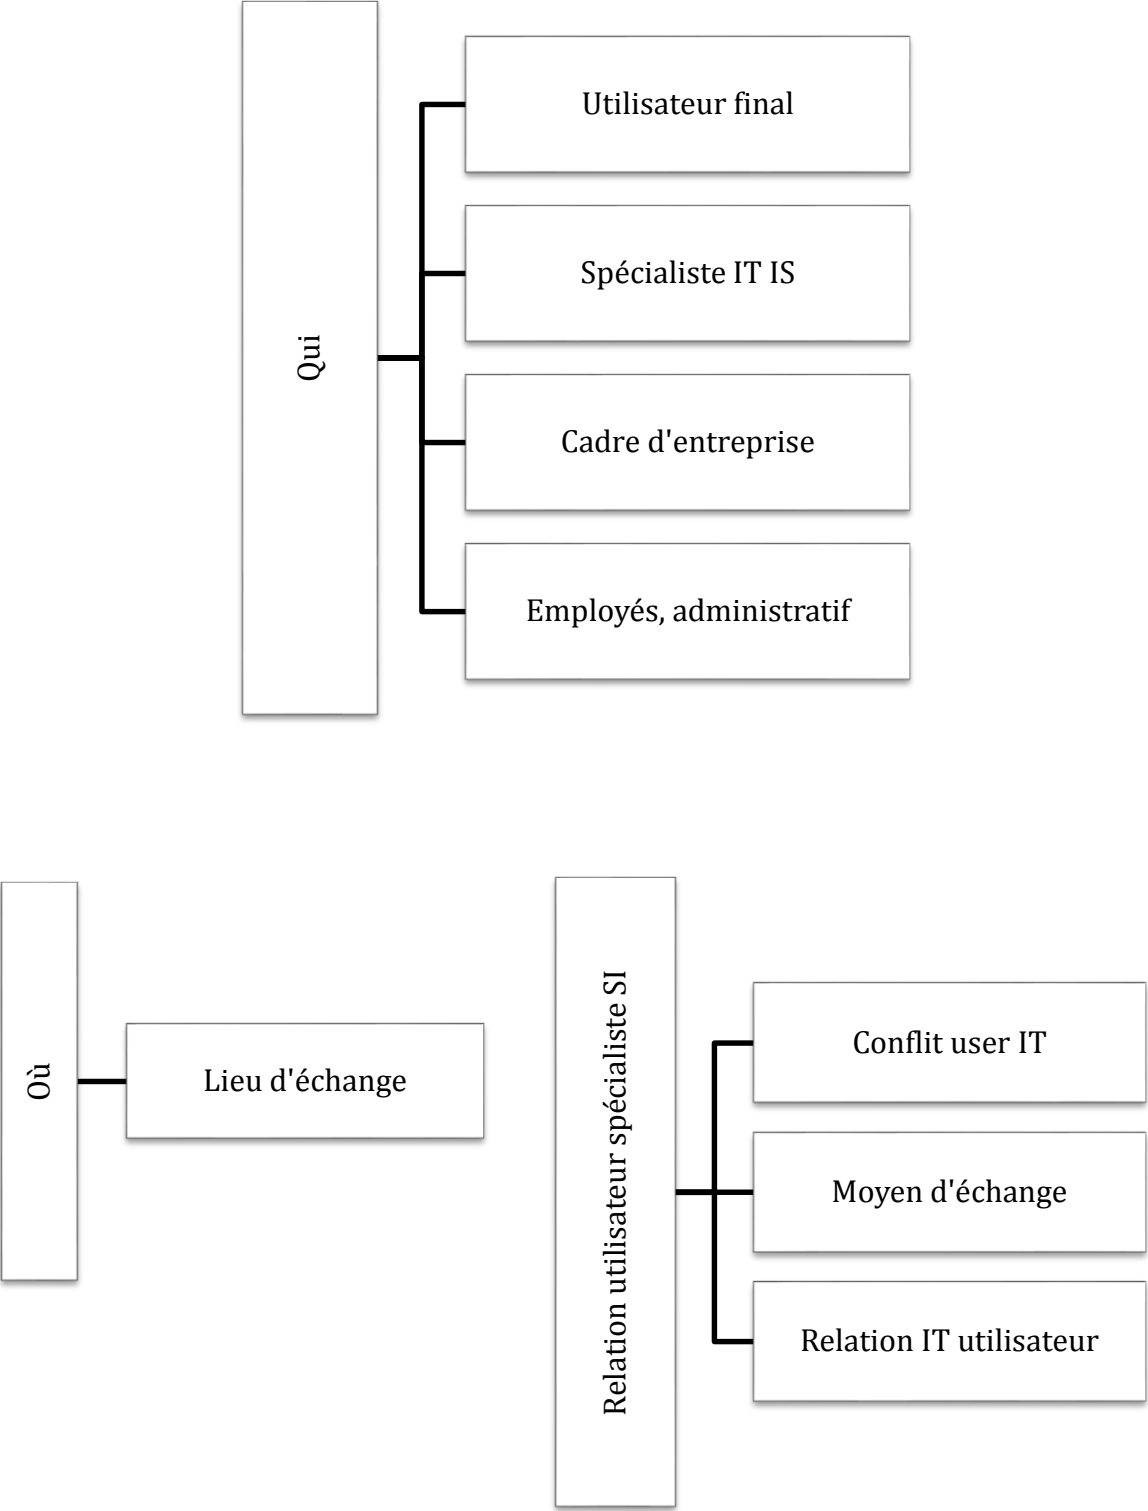 Qui
Utilisateur final
Spécialiste IT IS
Cadre d'entreprise
Employés, administratif
Où
Lieu d'échange
Relation utilisateur spécialiste SI
Conflit user IT
Moyen d'échange
Relation IT utilisateur